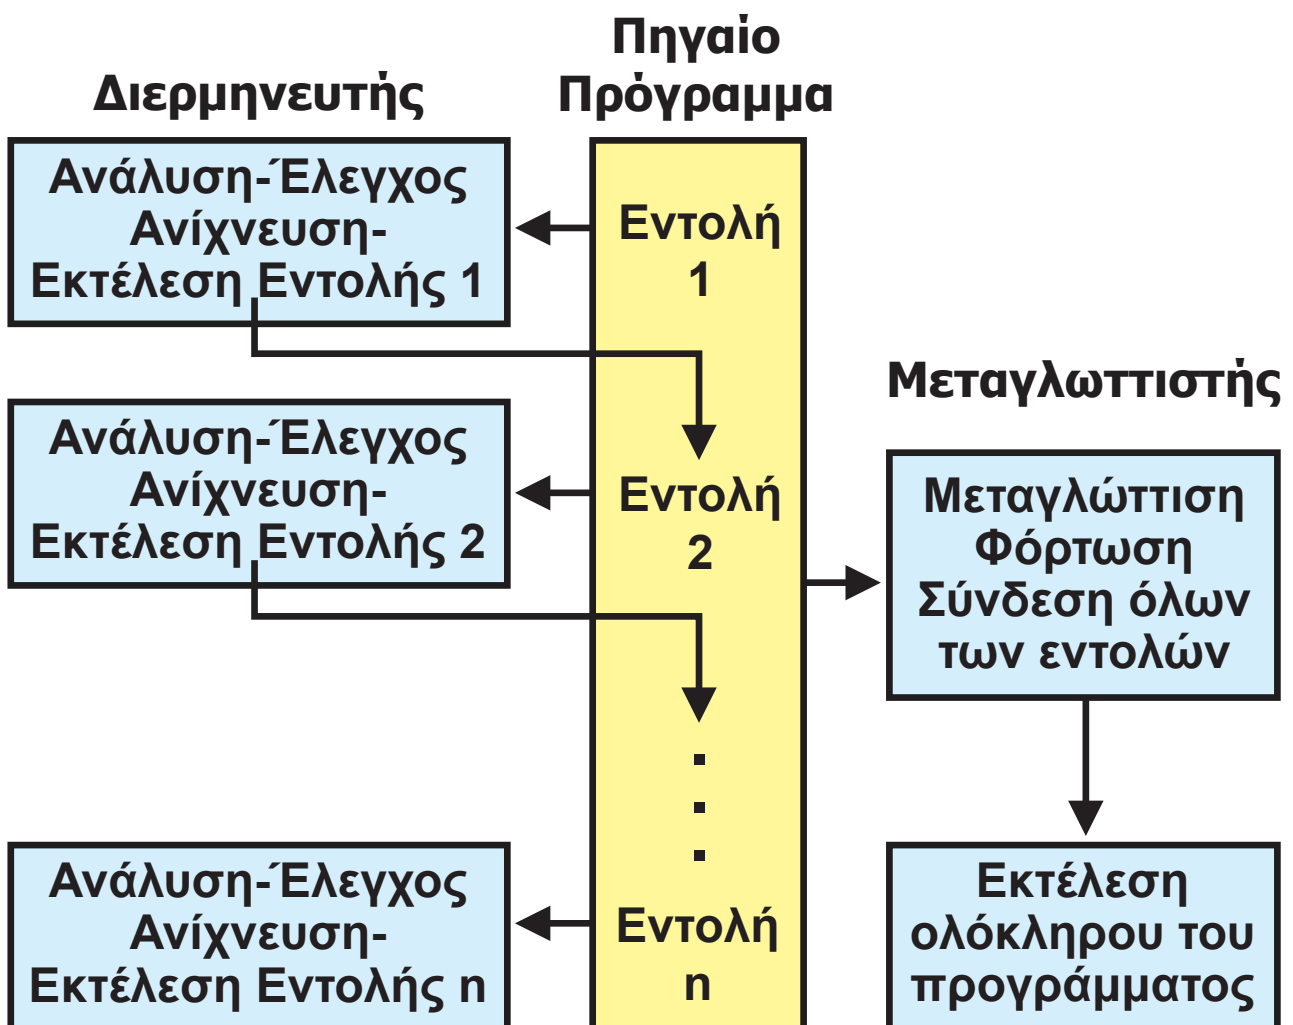 Διερμηνευτής
Πηγαίο
Πρόγραμμα
Ανάλυση-Έλεγχος
Ανίχνευση-
Εκτέλεση Εντολής 1
Εντολή
1
Ανάλυση-Έλεγχος
Ανίχνευση-
Εκτέλεση Εντολής 2
Εντολή
2
Ανάλυση-Έλεγχος
Ανίχνευση-
Εκτέλεση Εντολής n
Εντολή
n
Μεταγλωττιστής
Μεταγλώττιση
Φόρτωση
Σύνδεση όλων
των εντολών
Εκτέλεση
ολόκληρου του
προγράμματος